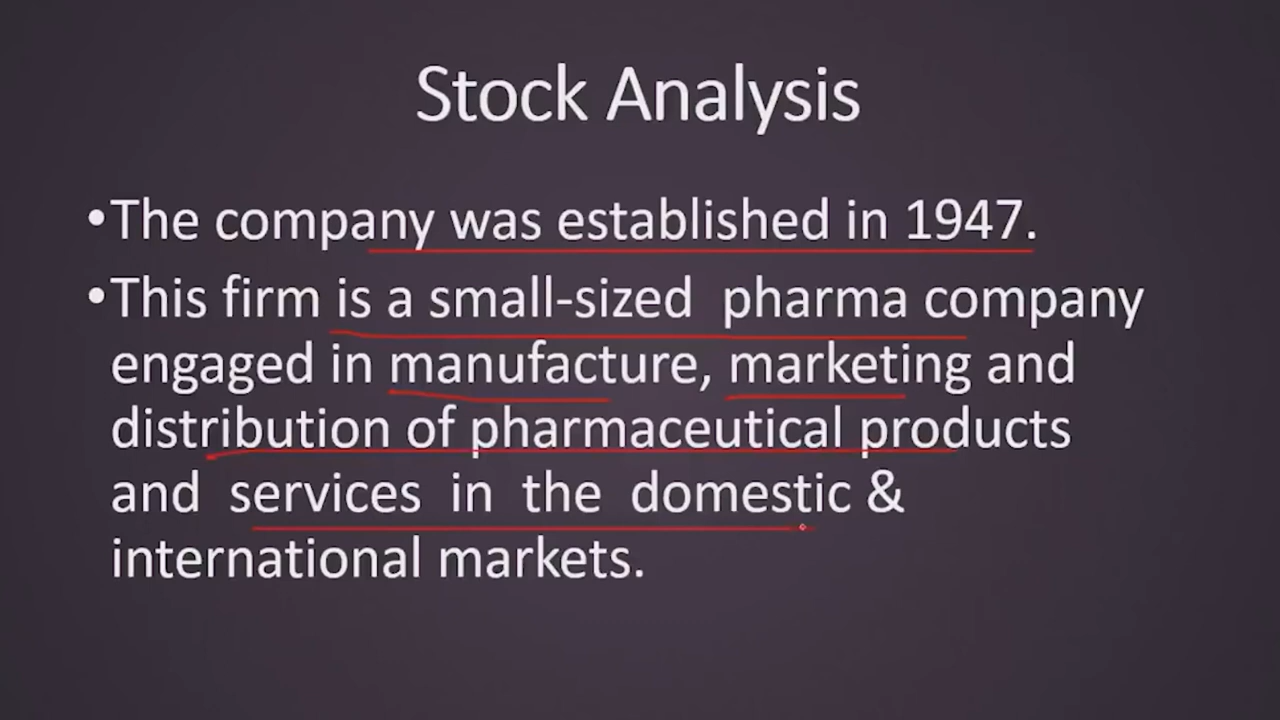 Stock Analysis
•The company was established in 1947.
•This firm is a small-sized pharma company
engaged in manufacture, marketing and
distribution of pharmaceutical products
and services in the domestic &
international markets.